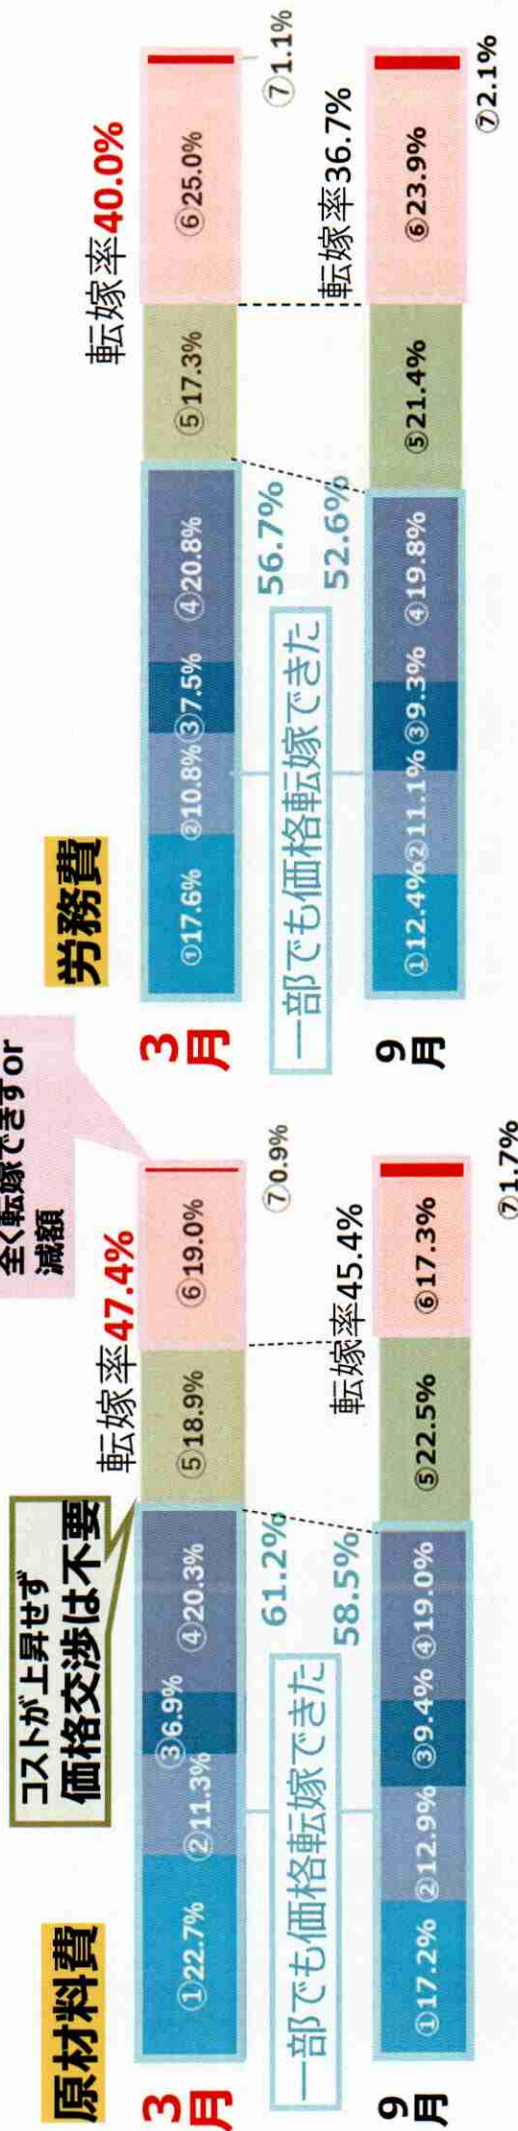 原材料費
コストが上昇せず
価格交渉は不要
全く転嫁できずor
減額
転嫁率47.4%
3月
①22.7%
②11.3%
③6.9%
④20.3%
⑤18.9%
⑥19.0%
⑦0.9%
一部でも価格転嫁できた
61.2%
58.5%
転嫁率45.4%
9月
①17.2%
②12.9%
③9.4%
④19.0%
⑤22.5%
⑥17.3%
⑦1.7%
労務費
転嫁率40.0%
3月
①17.6%
②10.8%
③7.5%
④20.8%
⑤17.3%
⑥25.0%
⑦1.1%
一部でも価格転嫁できた
56.7%
52.6%
転嫁率36.7%
9月
①12.4%
②11.1%
③9.3%
④19.8%
⑤21.4%
⑥23.9%
⑦2.1%